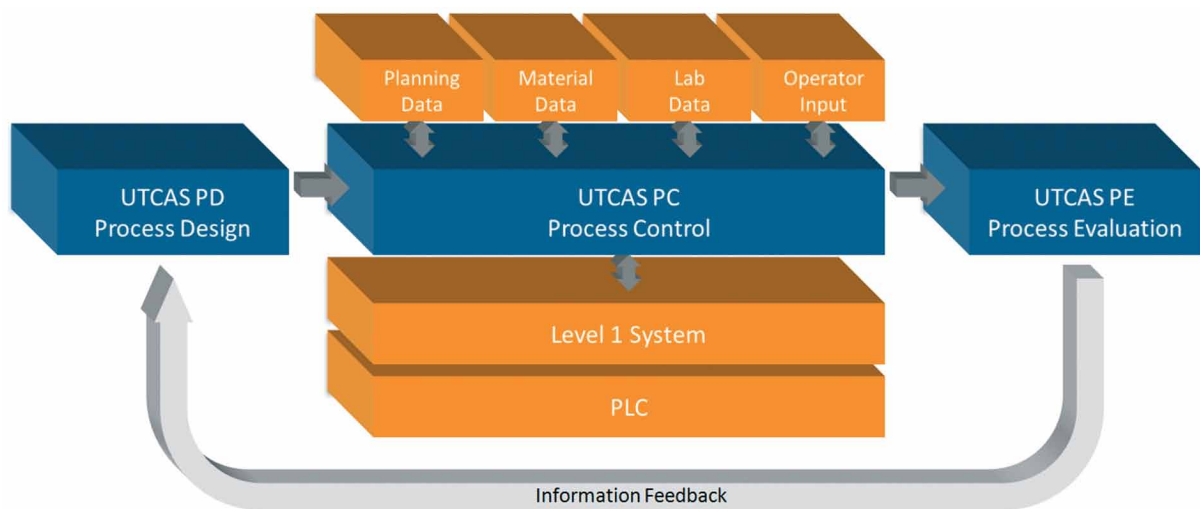 Planning
Data
Material
Data
Lab
Data
Operator
Input
UTCAS PD
Process Design
UTCAS PC
Process Control
UTCAS PE
Process Evaluation
Level 1 System
PLC
Information Feedback